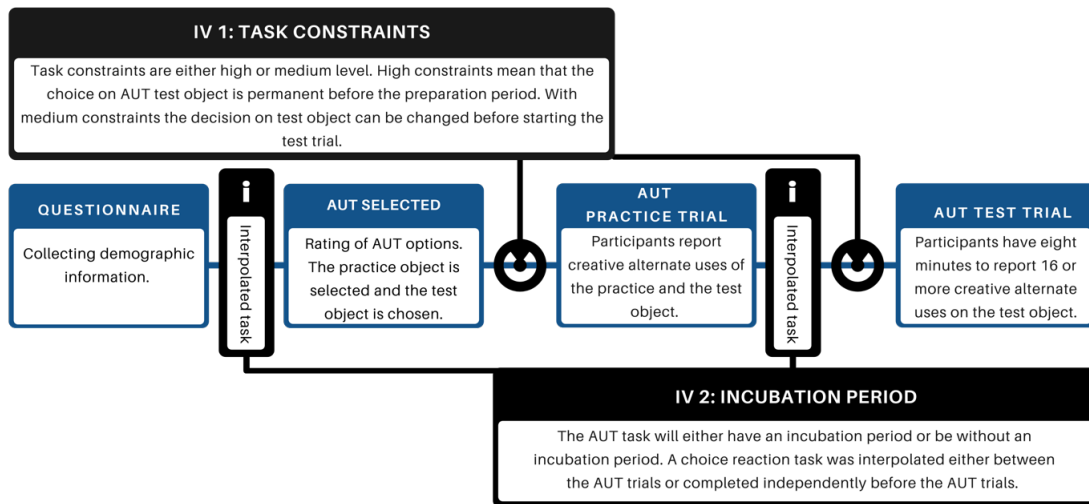 IV 1: TASK CONSTRAINTS
Task constraints are either high or medium level. High constraints mean that the
choice on AUT test object is permanent before the preparation period. With
medium constraints the decision on test object can be changed before starting the
test trial.
QUESTIONNAIRE
Collecting demographic
information.
i
Interpolated task
AUT SELECTED
Rating of AUT options.
The practice object is
selected and the test
object is chosen.
AUT
PRACTICE TRIAL
Participants report
creative alternate uses of
the practice and the test
object.
i
Interpolated task
AUT TEST TRIAL
Participants have eight
minutes to report 16 or
more creative alternate
uses on the test object.
IV 2: INCUBATION PERIOD
The AUT task will either have an incubation period or be without an
incubation period. A choice reaction task was interpolated either between
the AUT trials or completed independently before the AUT trials.